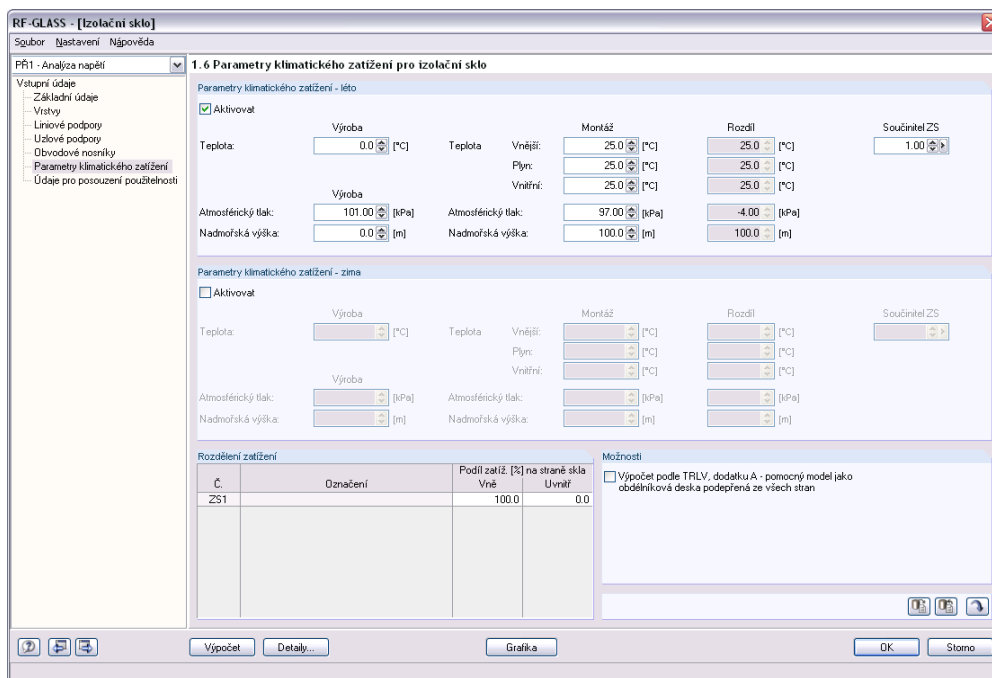 RF-GLASS - [Izolační sklo]
Soubor Nastavení Nápověda
PŘ1 - Analýza napětí
1.6 Parametry klimatického zatížení pro izolační sklo
Vstupní údaje
Základní údaje
Vrstvy
Liniové podpory
Uzlové podpory
Obvodové nosníky
Parametry klimatického zatížení
Údaje pro posouzení použitelnosti
Parametry klimatického zatížení - léto
Aktivovat
Výroba Montáž Rozdíl Součinitel ZS
Teplota: 0.0 [°C] Teplota Vnější: 25.0 [°C] 25.0 [°C] 1.00
Plyn: 25.0 [°C] 25.0 [°C]
Vnitřní: 25.0 [°C] 25.0 [°C]
Výroba
Atmosférický tlak: 101.00 [kPa] Atmosférický tlak: 97.00 [kPa] -4.00 [kPa]
Nadmořská výška: 0.0 [m] Nadmořská výška: 100.0 [m] 100.0 [m]
Parametry klimatického zatížení - zima
Aktivovat
Výroba Montáž Rozdíl Součinitel ZS
Teplota: [°C] Teplota Vnější: [°C] [°C]
Plyn: [°C] [°C]
Vnitřní: [°C] [°C]
Výroba
Atmosférický tlak: [kPa] Atmosférický tlak: [kPa] [kPa]
Nadmořská výška: [m] Nadmořská výška: [m] [m]
Rozdělení zatížení
Podíl zatíž. [%] na straně skla
Č. Označení Vně Uvnitř
ZS1 100.0 0.0
Možnosti
Výpočet podle TRLV, dodatku A - pomocný model jako
obdélníková deska podepřená ze všech stran
Výpočet Detaily... Grafika OK Storno